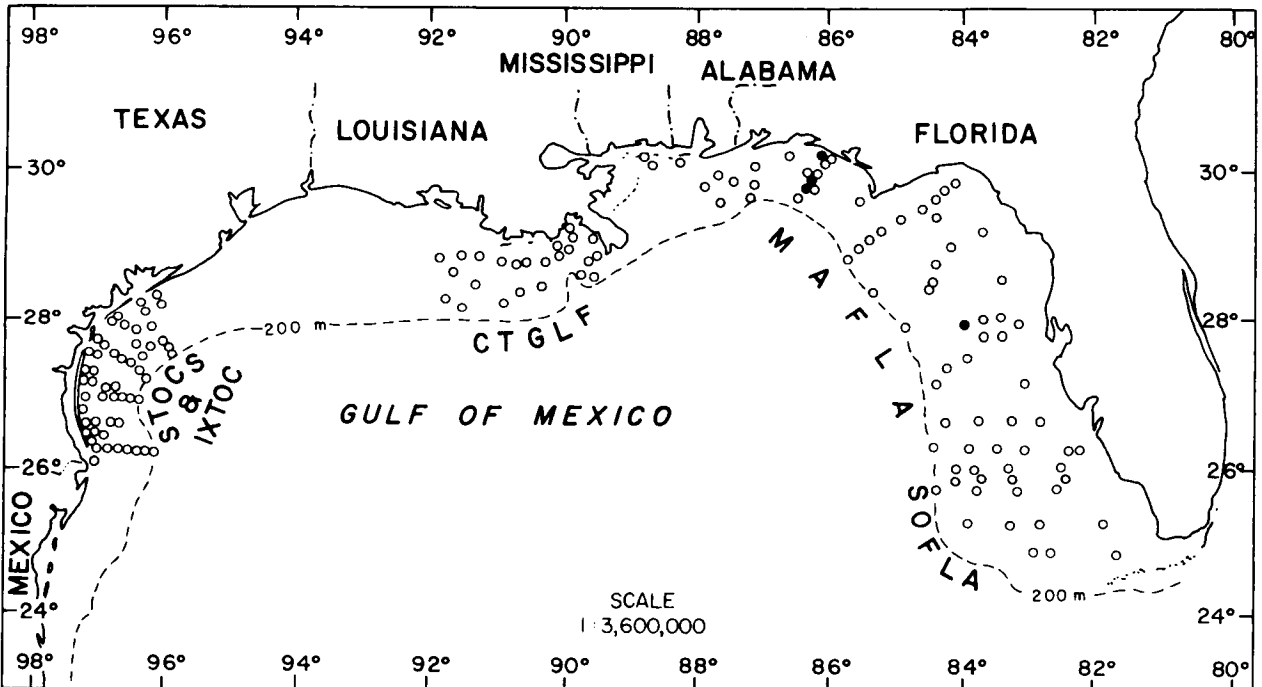 98° 96° 94° 92° 90° 88° 86° 84° 82° 80°
MISSISSIPPI ALABAMA
TEXAS LOUISIANA FLORIDA
30° 30°
MAFLA
28° 200 m CTGLF 28°
STOCS
&
IXTOC
GULF OF MEXICO
26° 26°
SOFLA
MEXICO
200 m
24° SCALE 24°
1:3,600,000
98° 96° 94° 92° 90° 88° 86° 84° 82° 80°